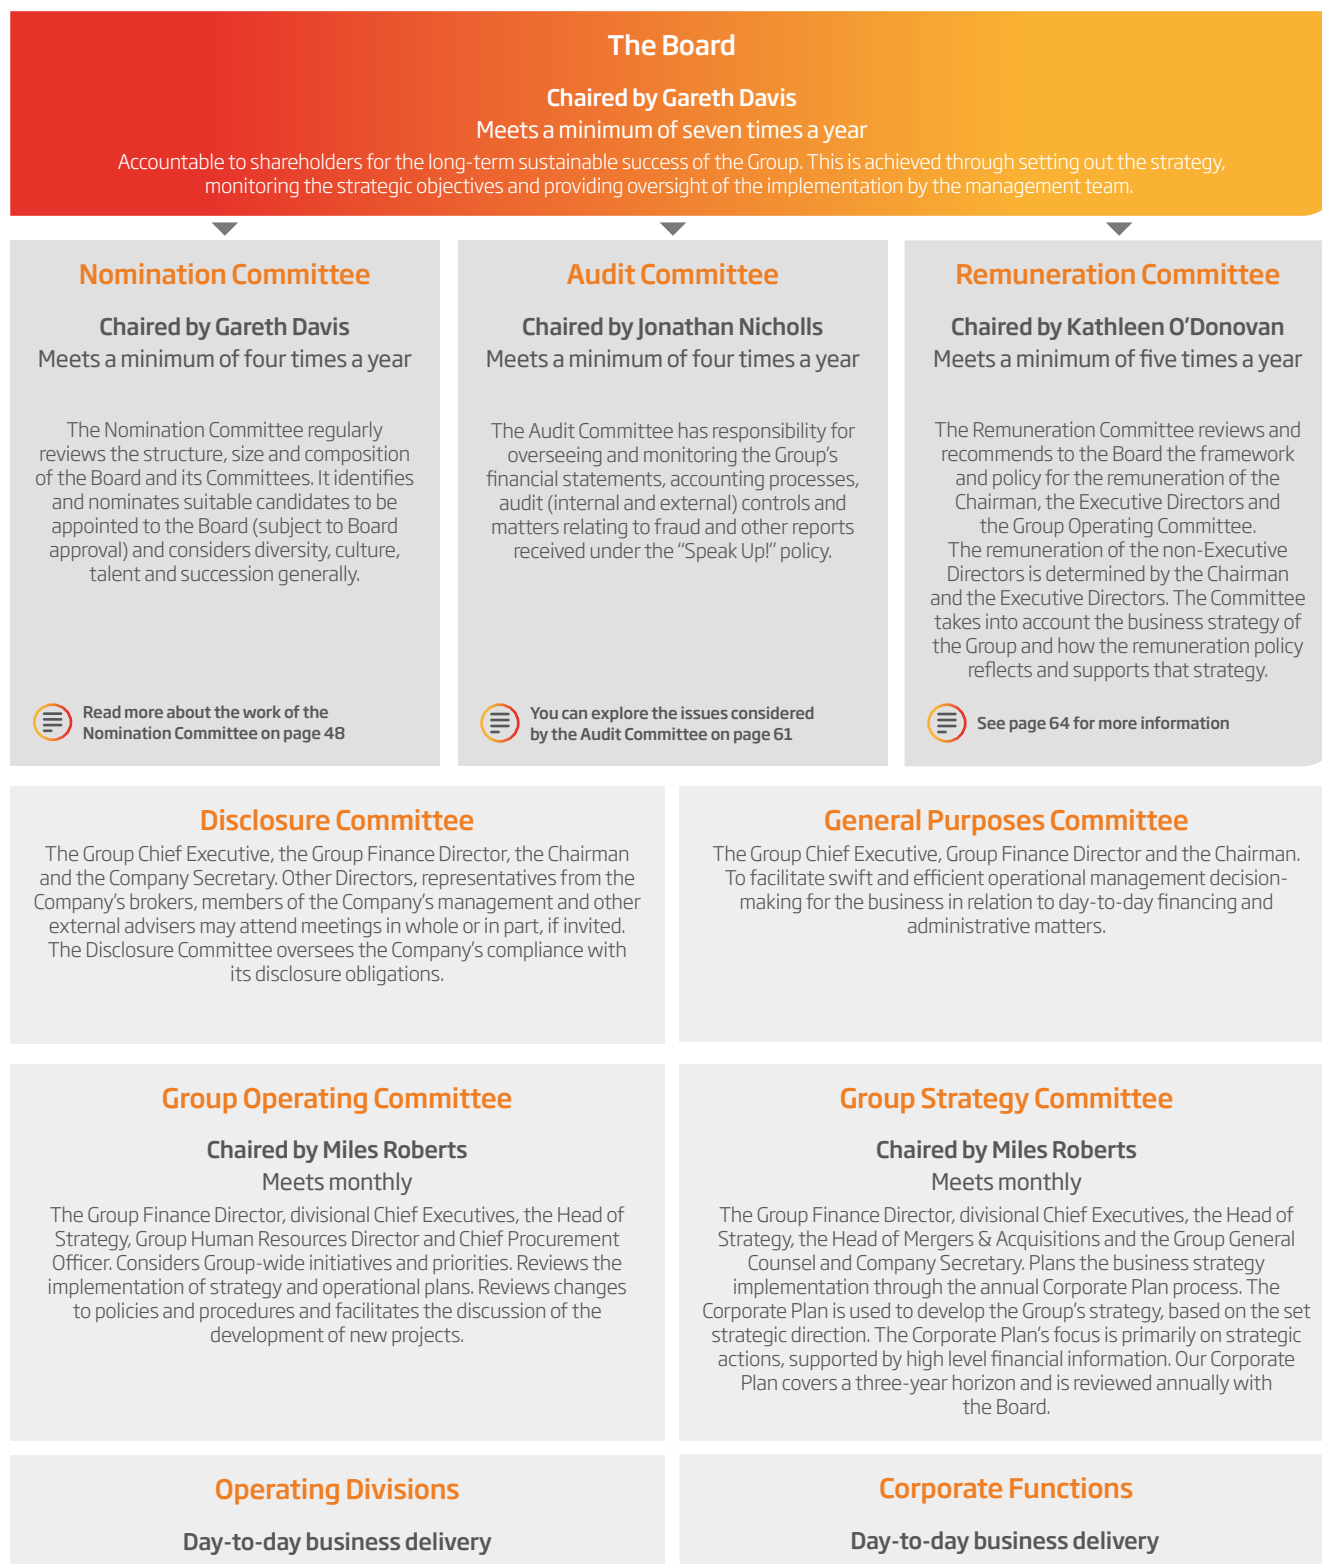 The Board
Chaired by Gareth Davis
Meets a minimum of seven times a year
Accountable to shareholders for the long-term sustainable success of the Group. This is achieved through setting out the strategy,
monitoring the strategic objectives and providing oversight of the implementation by the management team.
Nomination Committee
Chaired by Gareth Davis
Meets a minimum of four times a year
The Nomination Committee regularly
reviews the structure, size and composition
of the Board and its Committees. It identifies
and nominates suitable candidates to be
appointed to the Board (subject to Board
approval) and considers diversity, culture,
talent and succession generally.
Read more about the work of the
Nomination Committee on page 48
Audit Committee
Chaired by Jonathan Nicholls
Meets a minimum of four times a year
The Audit Committee has responsibility for
overseeing and monitoring the Group's
financial statements, accounting processes,
audit (internal and external) controls and
matters relating to fraud and other reports
received under the “Speak Up!” policy.
You can explore the issues considered
by the Audit Committee on page 61
Remuneration Committee
Chaired by Kathleen O’Donovan
Meets a minimum of five times a year
The Remuneration Committee reviews and
recommends to the Board the framework
and policy for the remuneration of the
Chairman, the Executive Directors and
the Group Operating Committee.
The remuneration of the non-Executive
Directors is determined by the Chairman
and the Executive Directors. The Committee
takes into account the business strategy of
the Group and how the remuneration policy
reflects and supports that strategy.
See page 64 for more information
Disclosure Committee
The Group Chief Executive, the Group Finance Director, the Chairman
and the Company Secretary. Other Directors, representatives from the
Company’s brokers, members of the Company’s management and other
external advisers may attend meetings in whole or in part, if invited.
The Disclosure Committee oversees the Company’s compliance with
its disclosure obligations.
General Purposes Committee
The Group Chief Executive, Group Finance Director and the Chairman.
To facilitate swift and efficient operational management decision-
making for the business in relation to day-to-day financing and
administrative matters.
Group Operating Committee
Chaired by Miles Roberts
Meets monthly
The Group Finance Director, divisional Chief Executives, the Head of
Strategy, Group Human Resources Director and Chief Procurement
Officer. Considers Group-wide initiatives and priorities. Reviews the
implementation of strategy and operational plans. Reviews changes
to policies and procedures and facilitates the discussion of the
development of new projects.
Group Strategy Committee
Chaired by Miles Roberts
Meets monthly
The Group Finance Director, divisional Chief Executives, the Head of
Strategy, the Head of Mergers & Acquisitions and the Group General
Counsel and Company Secretary. Plans the business strategy
implementation through the annual Corporate Plan process. The
Corporate Plan is used to develop the Group’s strategy, based on the set
strategic direction. The Corporate Plan’s focus is primarily on strategic
actions, supported by high level financial information. Our Corporate
Plan covers a three-year horizon and is reviewed annually with
the Board.
Operating Divisions
Day-to-day business delivery
Corporate Functions
Day-to-day business delivery